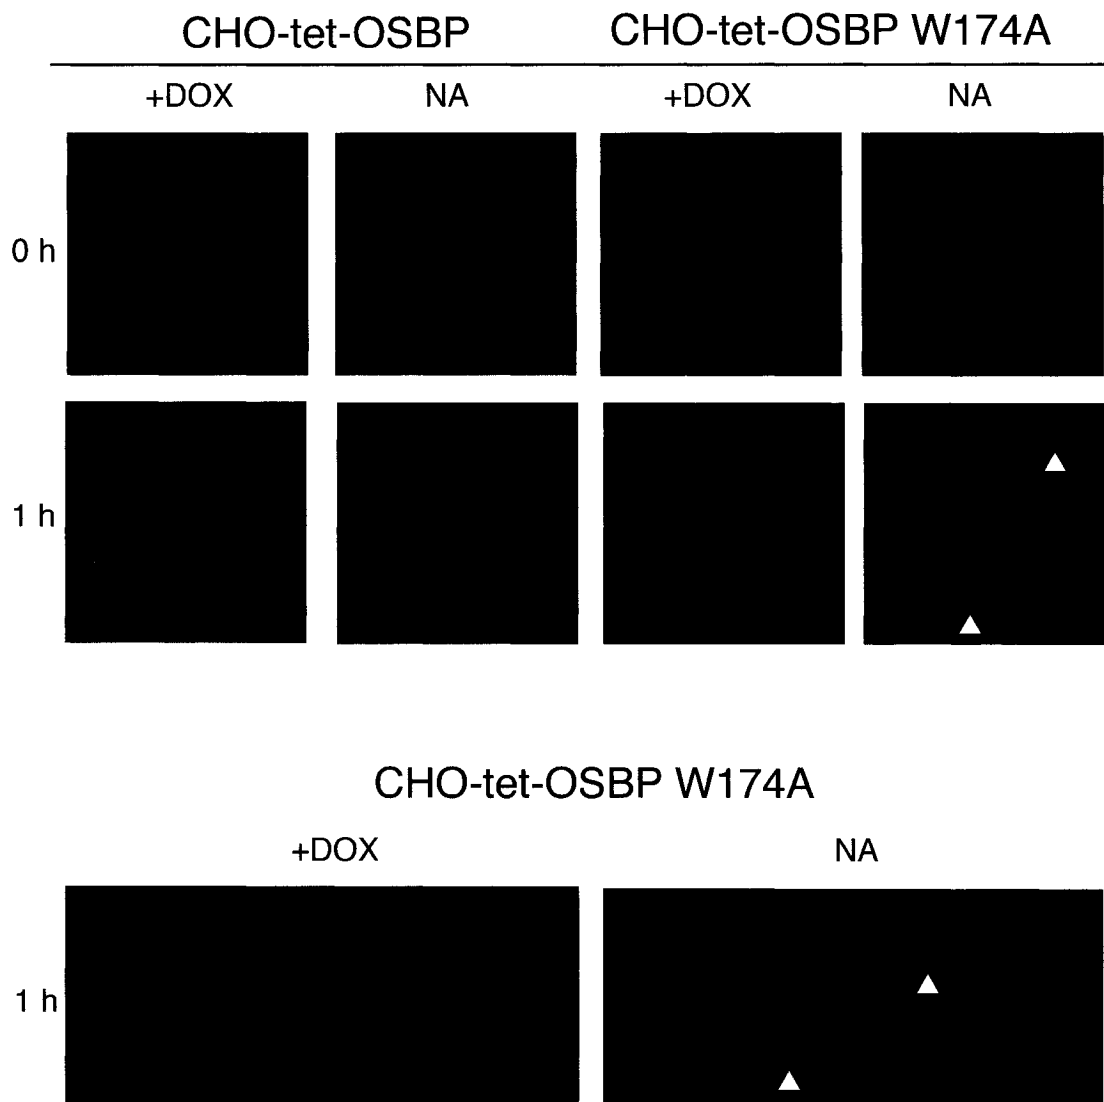 CHO-tet-OSBP CHO-tet-OSBP W174A
+DOX NA +DOX NA
0 h
1 h
CHO-tet-OSBP W174A
+DOX NA
1 h